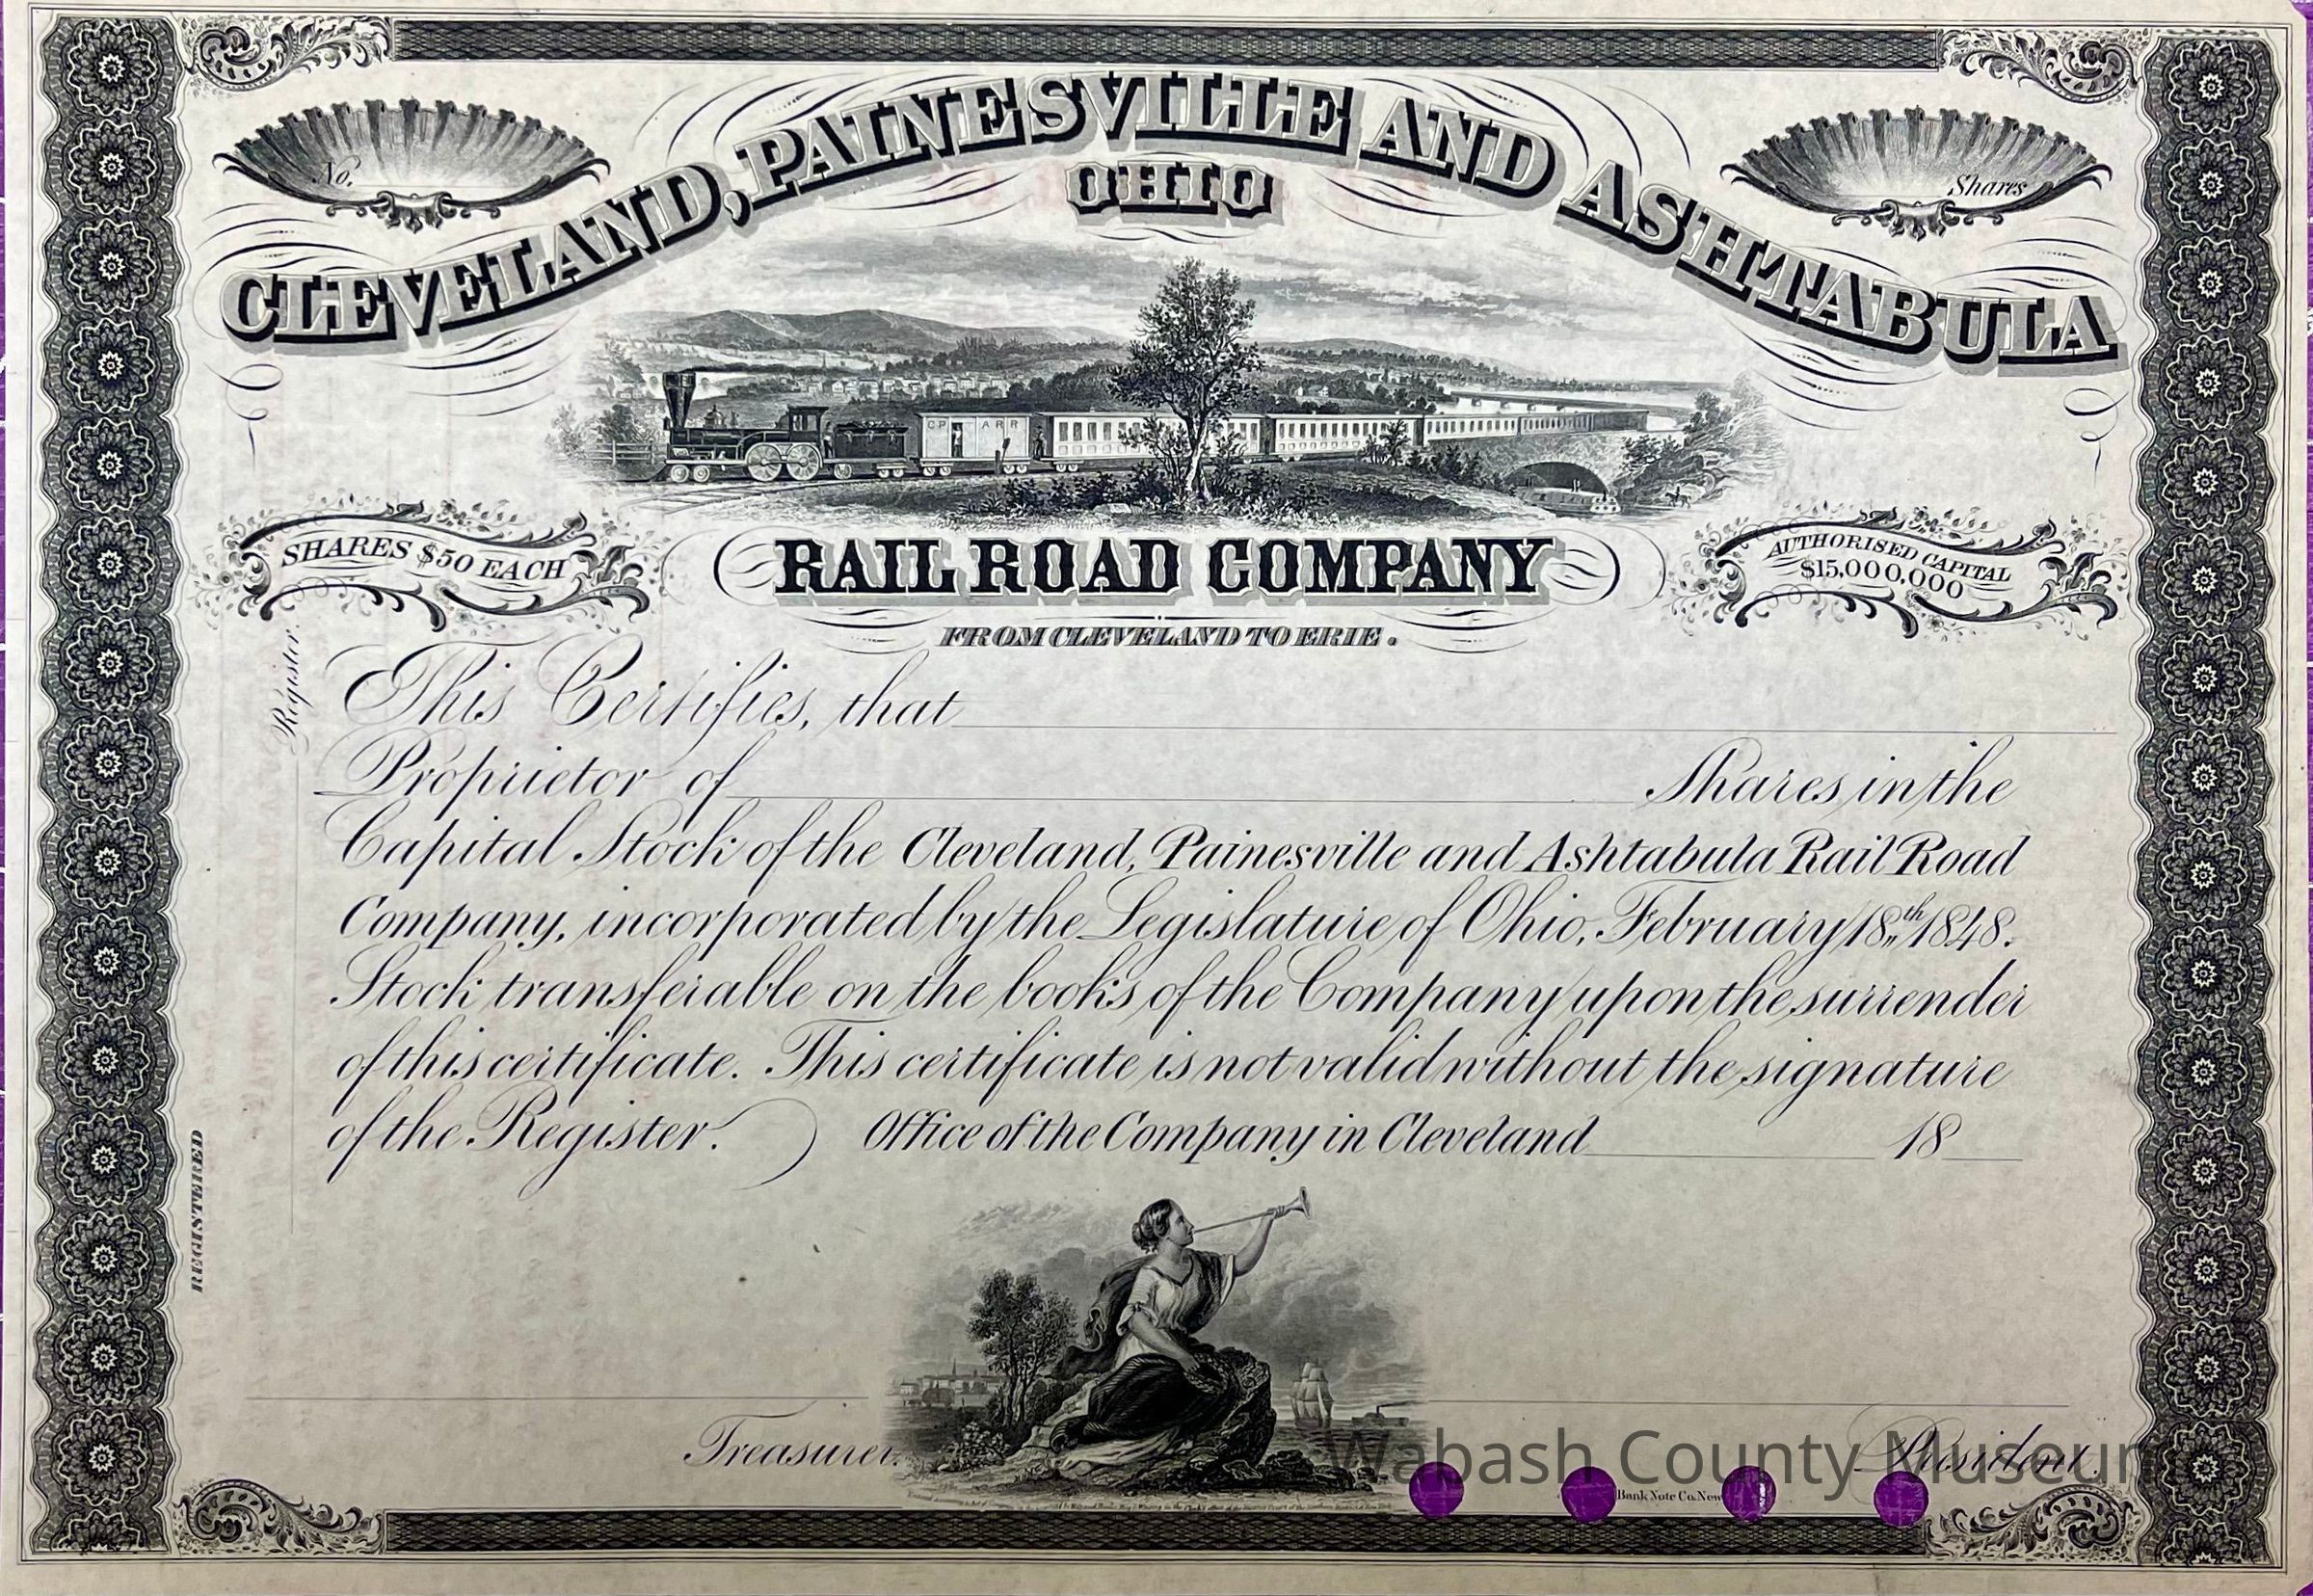 CLEVELAND, PAINESVILLE AND ASHTABULA
OHIO
No.
Shares
C P A R R
SHARES $50 EACH
RAIL ROAD COMPANY
AUTHORISED CAPITAL
$15,000,000
FROM CLEVELAND TO ERIE.
Register.
This Certifies, that
Proprietor of Shares in the
Capital Stock of the Cleveland, Painesville and Ashtabula Rail Road
Company, incorporated by the Legislature of Ohio, February 18th 1848.
Stock transferable on the books of the Company upon the surrender
of this certificate. This certificate is not valid without the signature
of the Register. Office of the Company in Cleveland 18
REGISTERED
Treasurer.
President.
Wabash County Museum
Bank Note Co. New